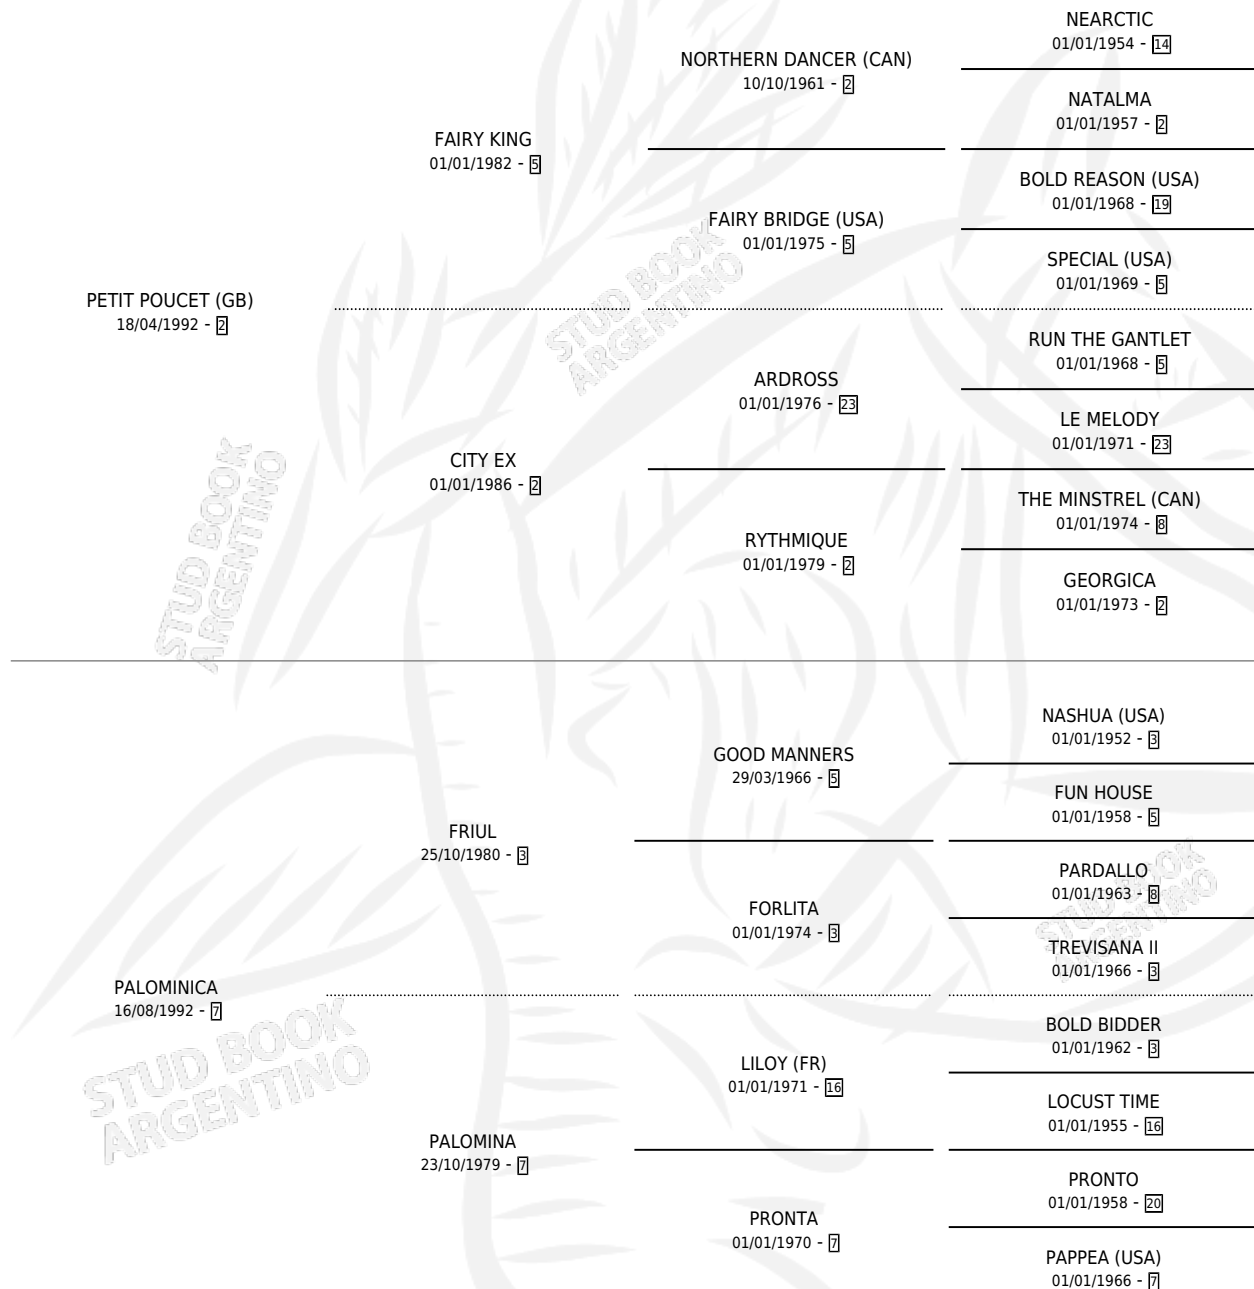 NEARCTIC
01/01/1954 - 14
NORTHERN DANCER (CAN)
10/10/1961 - 2
NATALMA
01/01/1957 - 2
FAIRY KING
01/01/1982 - 5
BOLD REASON (USA)
01/01/1968 - 19
FAIRY BRIDGE (USA)
01/01/1975 - 5
SPECIAL (USA)
01/01/1969 - 5
PETIT POUCET (GB)
18/04/1992 - 2
STUD BOOK
ARGENTINO
RUN THE GANTLET
01/01/1968 - 5
ARDROSS
01/01/1976 - 23
LE MELODY
01/01/1971 - 23
CITY EX
01/01/1986 - 2
THE MINSTREL (CAN)
01/01/1974 - 8
RYTHMIQUE
01/01/1979 - 2
GEORGICA
01/01/1973 - 2
STUD BOOK
ARGENTINO
NASHUA (USA)
01/01/1952 - 3
GOOD MANNERS
29/03/1966 - 5
FUN HOUSE
01/01/1958 - 5
FRIUL
25/10/1980 - 3
PARDALLO
01/01/1963 - 8
FORLITA
01/01/1974 - 3
TREVISANA II
01/01/1966 - 3
STUD BOOK
ARGENTINO
PALOMINICA
16/08/1992 - 7
BOLD BIDDER
01/01/1962 - 3
LILOY (FR)
01/01/1971 - 16
LOCUST TIME
01/01/1955 - 16
STUD BOOK
ARGENTINO
PALOMINA
23/10/1979 - 7
PRONTO
01/01/1958 - 20
PRONTA
01/01/1970 - 7
PAPPEA (USA)
01/01/1966 - 7